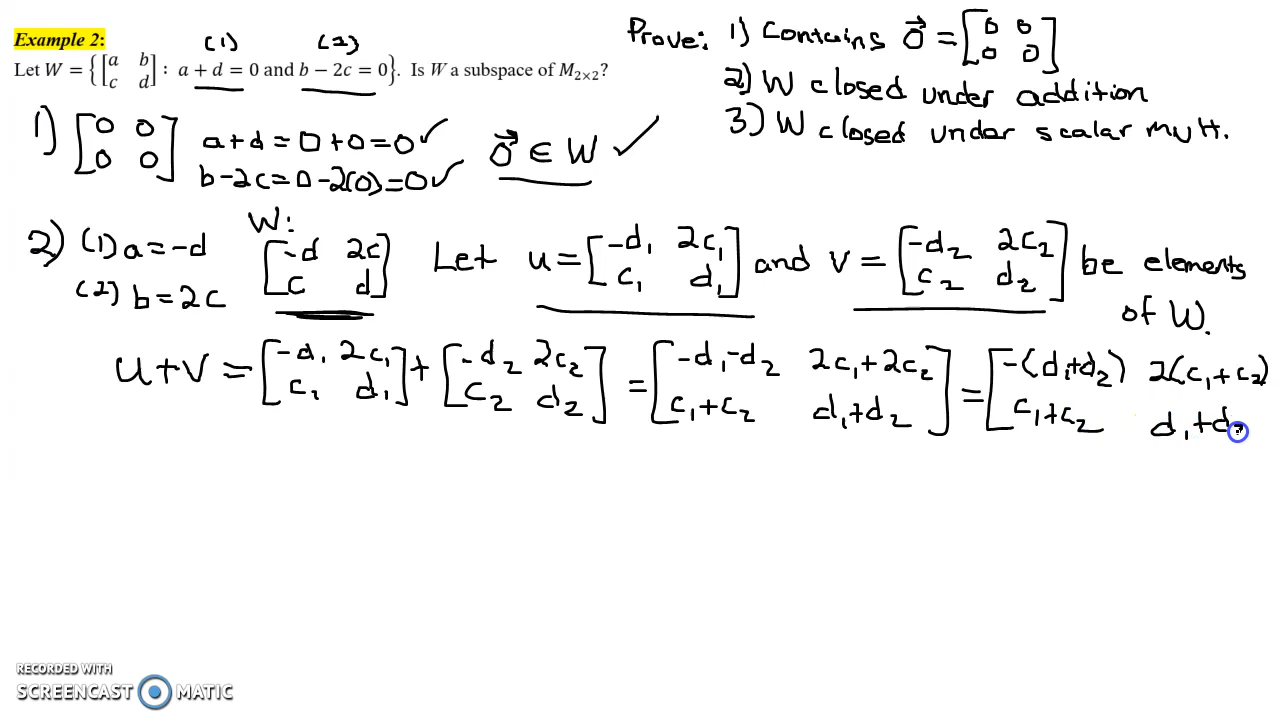 Example 2:
(1) (2)
Let W = {[a b; c d] : a + d = 0 and b − 2c = 0}. Is W a subspace of M₂ₓ₂?
Prove: 1) Contains 0⃗ = [0 0; 0 0]
2) W closed under addition
3) W closed under scalar mult.
1) [0 0; 0 0] a+d = 0+0 = 0 ✓ 0⃗ ∈ W ✓
b-2c = 0-2(0) = 0 ✓
2) (1) a = -d W: [-d 2c; c d] Let u = [-d₁ 2c₁; c₁ d₁] and v = [-d₂ 2c₂; c₂ d₂] be elements
(2) b = 2c of W.
u+v = [-d₁ 2c₁; c₁ d₁] + [-d₂ 2c₂; c₂ d₂] = [-d₁-d₂ 2c₁+2c₂; c₁+c₂ d₁+d₂] = [-(d₁+d₂) 2(c₁+c₂); c₁+c₂ d₁+d₂
RECORDED WITH
SCREENCAST MATIC